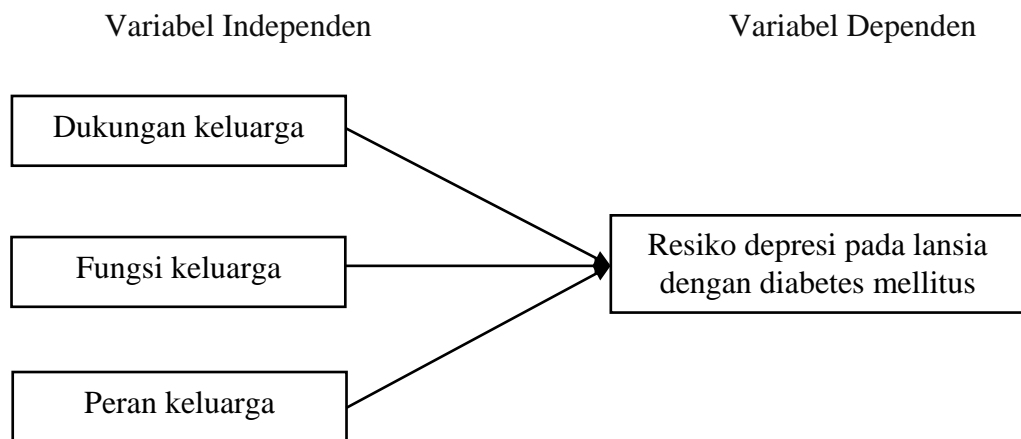 Variabel Independen
Variabel Dependen
Dukungan keluarga
Fungsi keluarga
Resiko depresi pada lansia
dengan diabetes mellitus
Peran keluarga